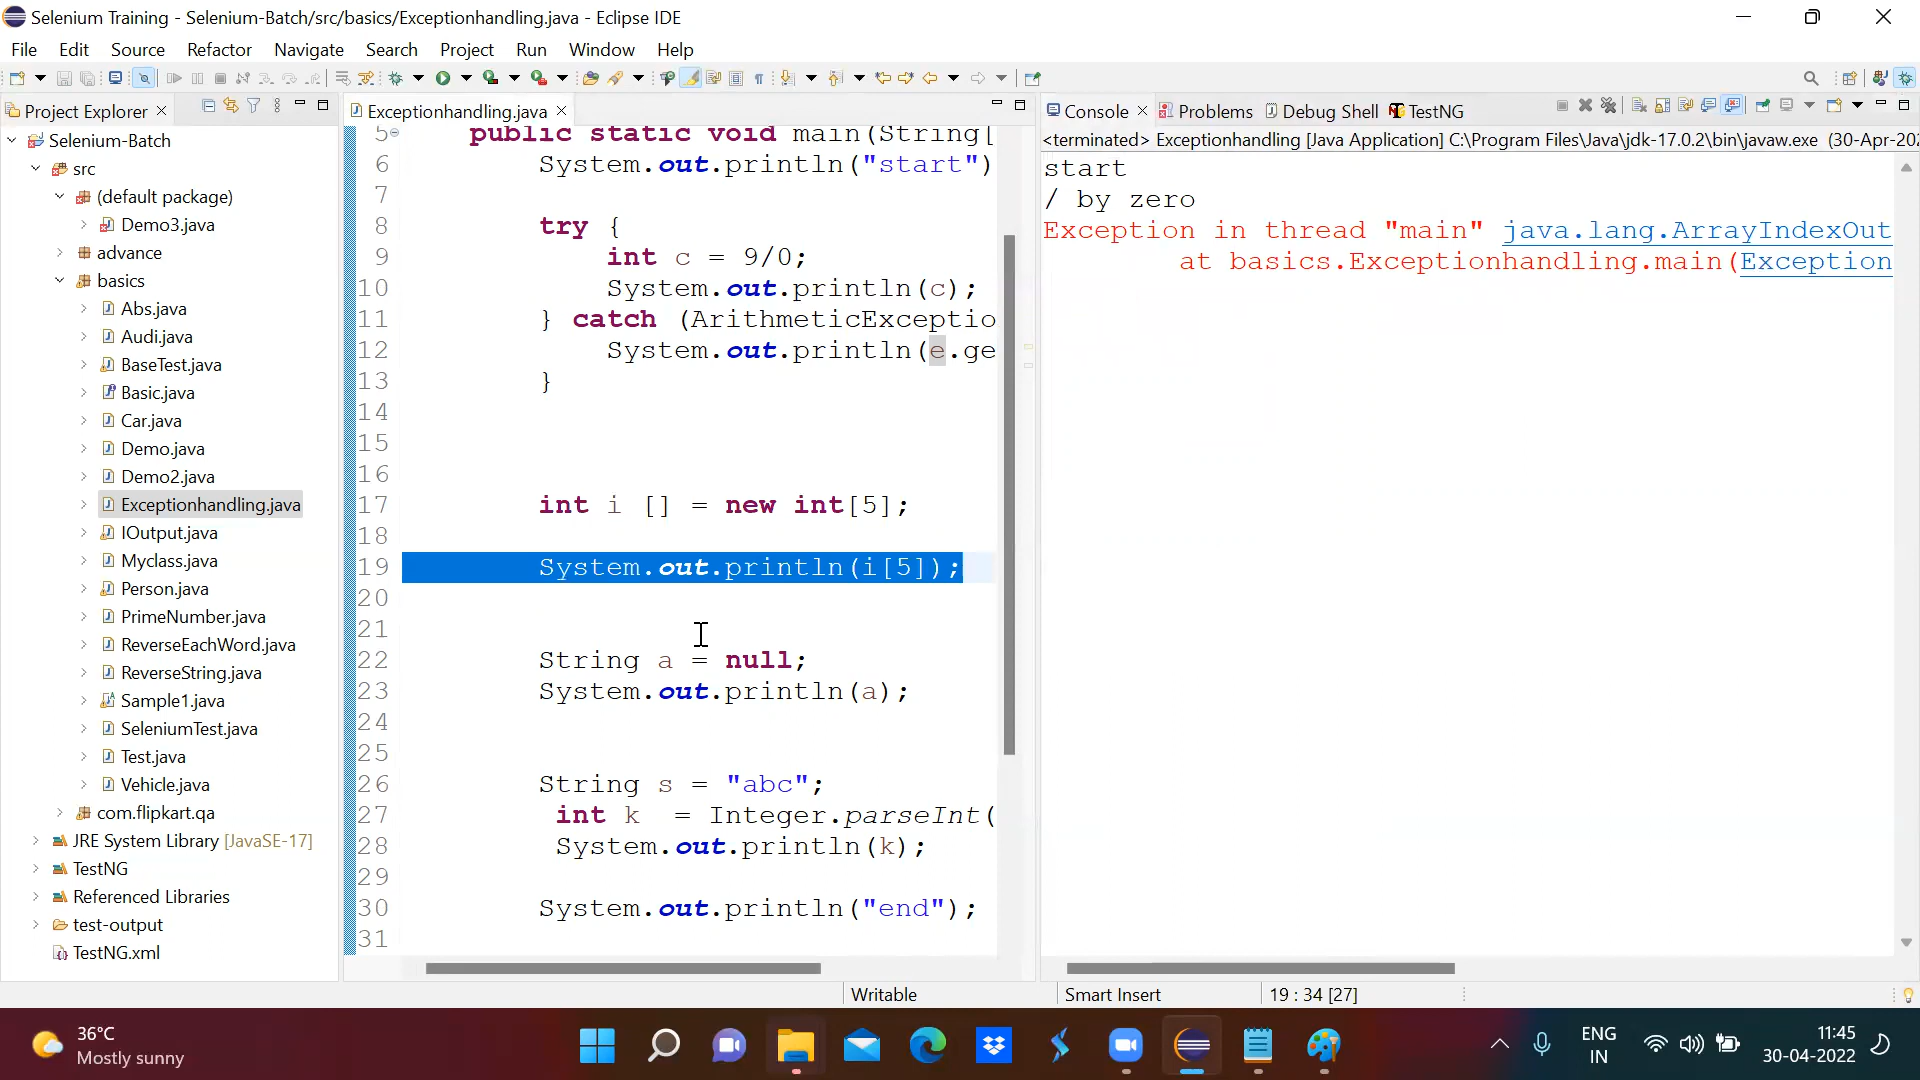 Selenium Training - Selenium-Batch/src/basics/Exceptionhandling.java - Eclipse IDE
File Edit Source Refactor Navigate Search Project Run Window Help
Project Explorer
Selenium-Batch
src
(default package)
Demo3.java
advance
basics
Abs.java
Audi.java
BaseTest.java
Basic.java
Car.java
Demo.java
Demo2.java
Exceptionhandling.java
IOutput.java
Myclass.java
Person.java
PrimeNumber.java
ReverseEachWord.java
ReverseString.java
Sample1.java
SeleniumTest.java
Test.java
Vehicle.java
com.flipkart.qa
JRE System Library [JavaSE-17]
TestNG
Referenced Libraries
test-output
TestNG.xml
Exceptionhandling.java
5 public static void main(String[
6 System.out.println("start")
7
8 try {
9 int c = 9/0;
10 System.out.println(c);
11 } catch (ArithmeticExceptio
12 System.out.println(e.ge
13 }
14
15
16
17 int i [] = new int[5];
18
19 System.out.println(i[5]);
20
21
22 String a = null;
23 System.out.println(a);
24
25
26 String s = "abc";
27 int k = Integer.parseInt(
28 System.out.println(k);
29
30 System.out.println("end");
31
Console Problems Debug Shell TestNG
<terminated> Exceptionhandling [Java Application] C:\Program Files\Java\jdk-17.0.2\bin\javaw.exe (30-Apr-202
start
/ by zero
Exception in thread "main" java.lang.ArrayIndexOut
at basics.Exceptionhandling.main(Exception
Writable Smart Insert 19 : 34 [27]
36°C
Mostly sunny
ENG
IN
11:45
30-04-2022